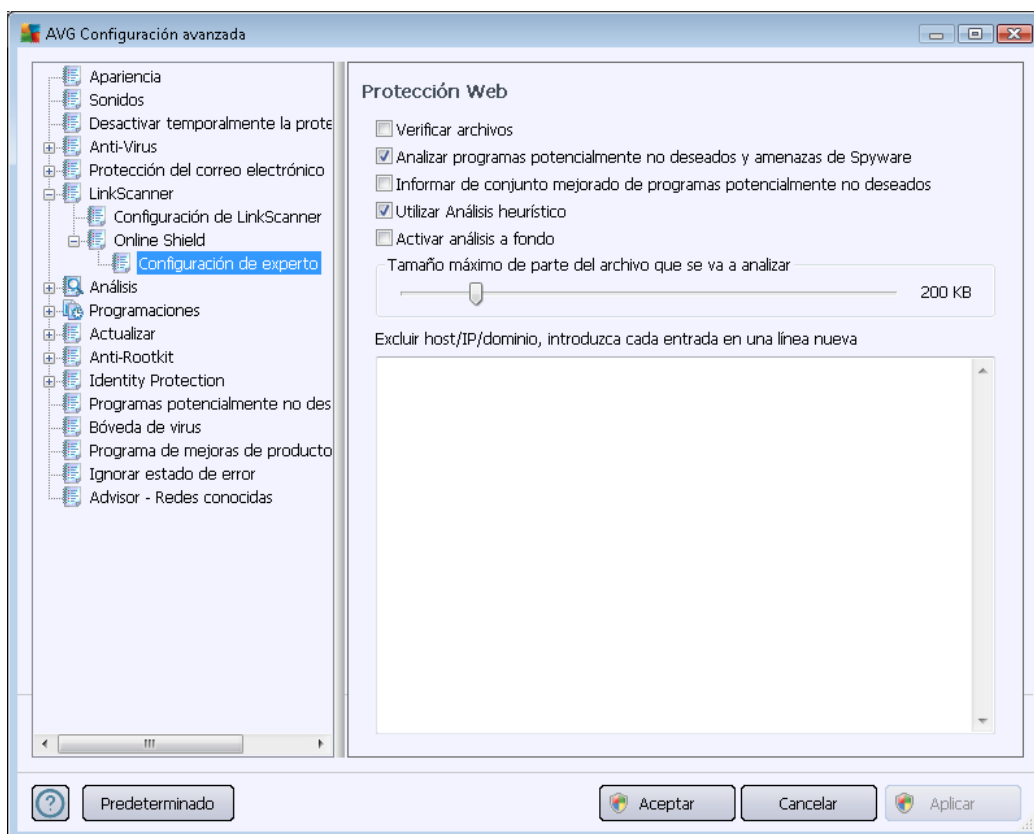 AVG Configuración avanzada
Apariencia
Sonidos
Desactivar temporalmente la prote
Anti-Virus
Protección del correo electrónico
LinkScanner
Configuración de LinkScanner
Online Shield
Configuración de experto
Análisis
Programaciones
Actualizar
Anti-Rootkit
Identity Protection
Programas potencialmente no des
Bóveda de virus
Programa de mejoras de producto
Ignorar estado de error
Advisor - Redes conocidas
Protección Web
Verificar archivos
Analizar programas potencialmente no deseados y amenazas de Spyware
Informar de conjunto mejorado de programas potencialmente no deseados
Utilizar Análisis heurístico
Activar análisis a fondo
Tamaño máximo de parte del archivo que se va a analizar
200 KB
Excluir host/IP/dominio, introduzca cada entrada en una línea nueva
Predeterminado
Aceptar
Cancelar
Aplicar